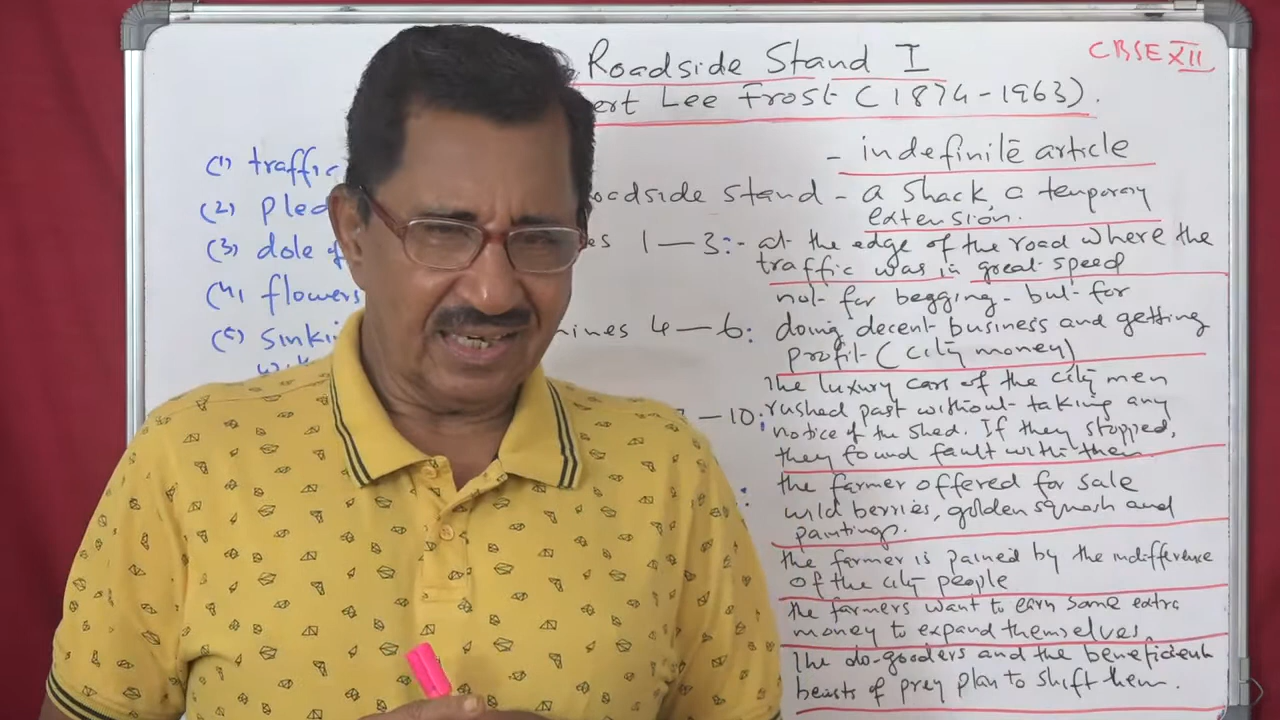 Roadside Stand I
CBSE XII
ert Lee Frost (1874-1963).
- indefinite article
(1) traffic
oadside stand - a shack, a temporary
extension.
(2) pled
es 1-3:- at the edge of the road where the
traffic was in great speed
(3) dole of
(4) flowers
not for begging - but for
(5) sinki
ines 4-6: doing decent business and getting
profit (city money)
The luxury cars of the city men
-10: rushed past without taking any
notice of the shed. If they stopped,
they found fault with them
: the farmer offered for sale
wild berries, golden squash and
paintings.
the farmer is pained by the indifference
of the city people
the farmers want to earn some extra
money to expand themselves.
The do-gooders and the beneficient
beasts of prey plan to shift them.